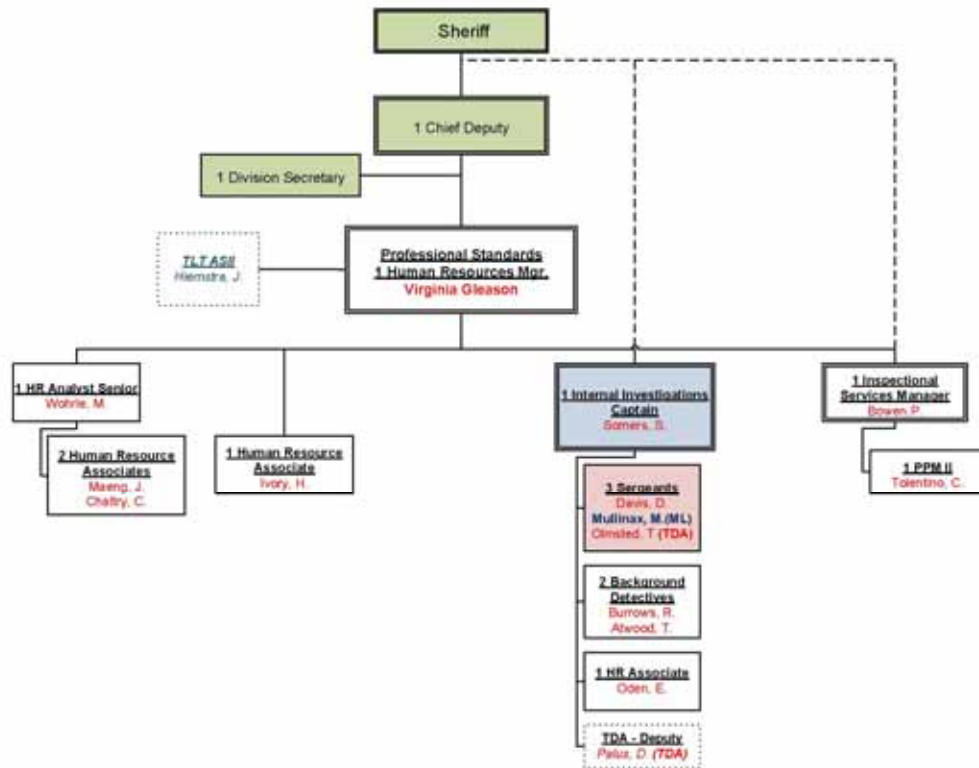 Sheriff
1 Chief Deputy
1 Division Secretary
TLT ASII
Hiemstra, J.
Professional Standards
1 Human Resources Mgr.
Virginia Gleason
1 HR Analyst Senior
Wohrle, M.
2 Human Resource
Associates
Maeng, J.
Chaftry, C.
1 Human Resource
Associate
Ivory, H.
1 Internal Investigations
Captain
Somers, S.
3 Sergeants
Davis, D.
Mullinax, M.(ML)
Olmsted, T (TDA)
2 Background
Detectives
Burrows, R.
Atwood, T.
1 HR Associate
Oden, E.
TDA - Deputy
Palux, D. (TDA)
1 Inspectional
Services Manager
Bowen P.
1 PPM II
Tolentino, C.